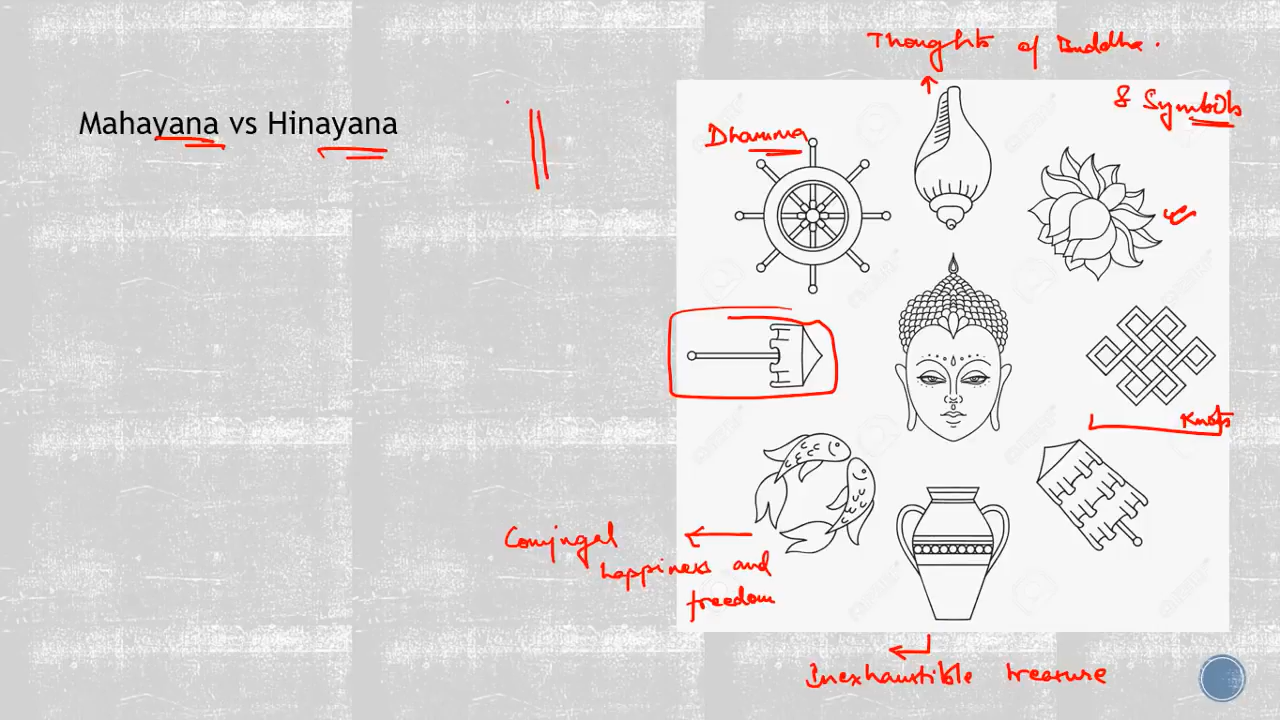 Thoughts of Buddha.
8 Symbols
Mahayana vs Hinayana
Dhamma
Knots
Conjugal
happiness and
freedom
Inexhaustible treasure